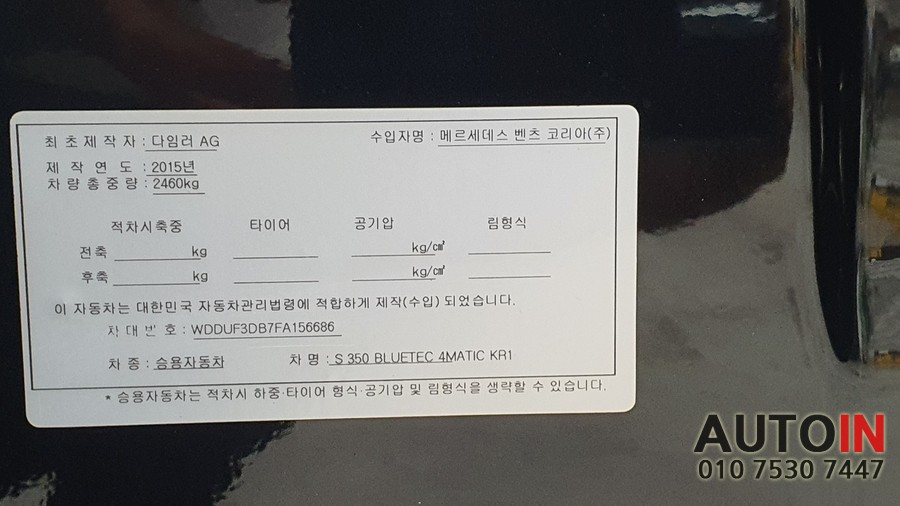 최초제작자 : 다임러 AG 수입자명 : 메르세데스 벤츠 코리아(주)
제작연도 : 2015년
차량총중량 : 2460kg
적차시축중 타이어 공기압 림형식
전축 kg kg/㎠
후축 kg kg/㎠
이 자동차는 대한민국 자동차관리법령에 적합하게 제작(수입) 되었습니다.
차대번호 : WDDUF3DB7FA156686
차종 : 승용자동차 차명 : S 350 BLUETEC 4MATIC KR1
* 승용자동차는 적차시 하중·타이어 형식·공기압 및 림형식을 생략할 수 있습니다.
AUTOIN
010 7530 7447